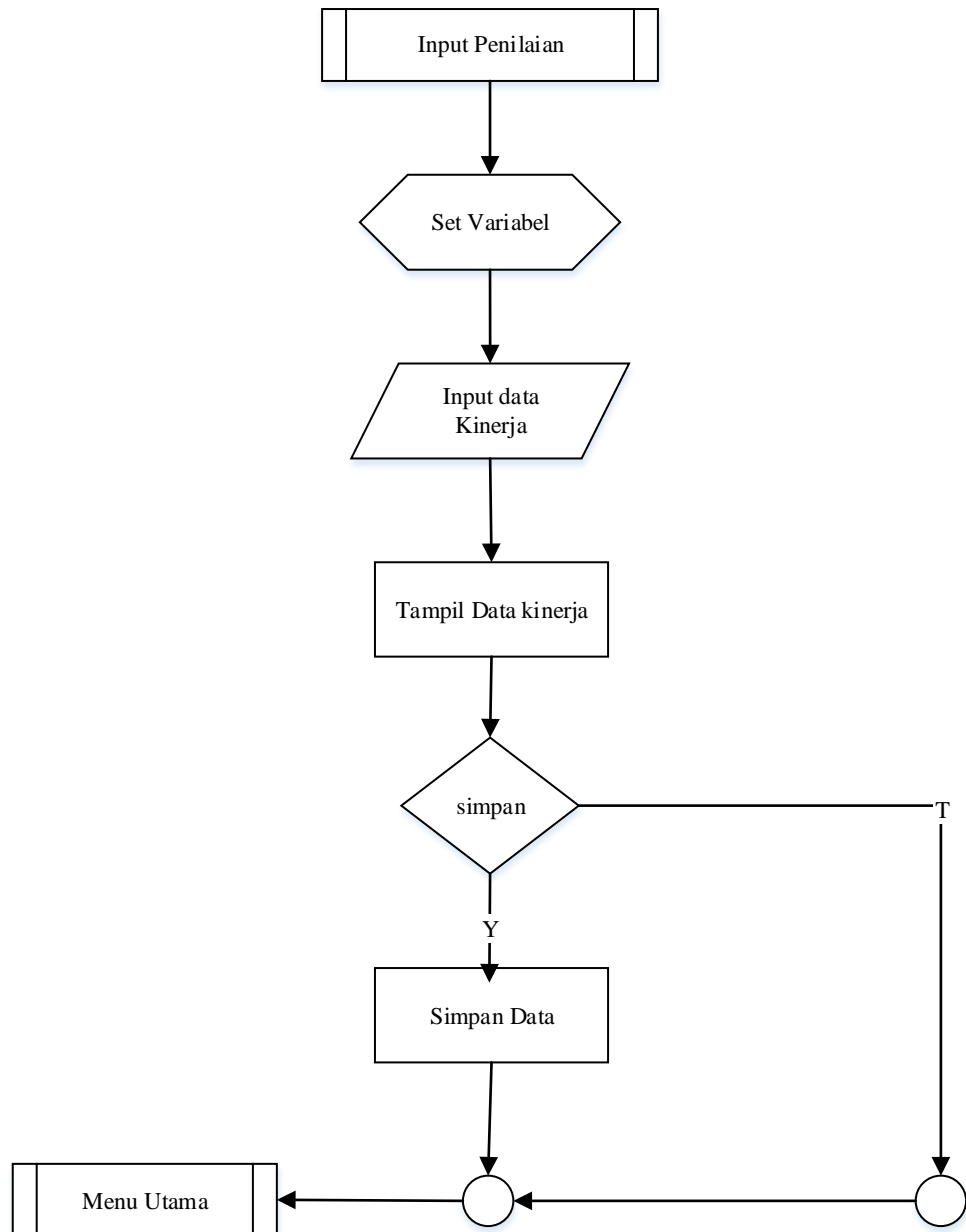 Input Penilaian
Set Variabel
Input data
Kinerja
Tampil Data kinerja
simpan
T
Y
Simpan Data
Menu Utama